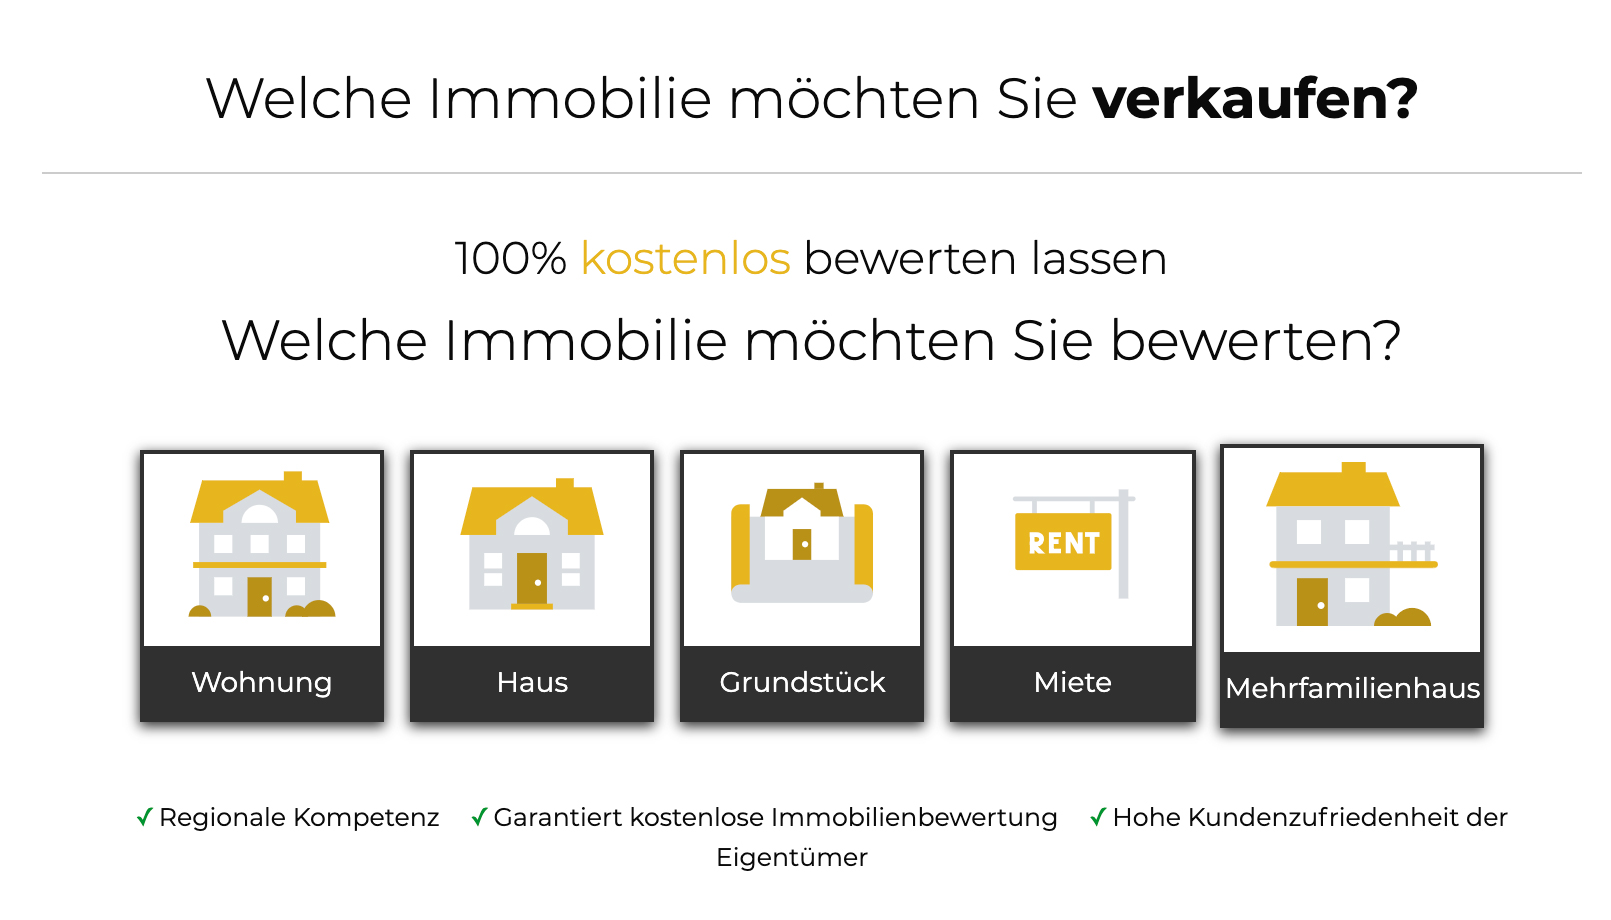 Welche Immobilie möchten Sie verkaufen?
100% kostenlos bewerten lassen
Welche Immobilie möchten Sie bewerten?
RENT
Wohnung
Haus
Grundstück
Miete
Mehrfamilienhaus
✓ Regionale Kompetenz ✓ Garantiert kostenlose Immobilienbewertung ✓ Hohe Kundenzufriedenheit der
Eigentümer